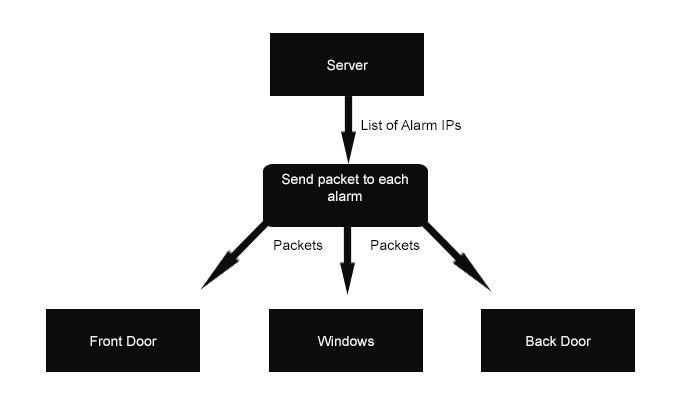 Server
List of Alarm IPs
Send packet to each
alarm
Packets
Packets
Front Door
Windows
Back Door